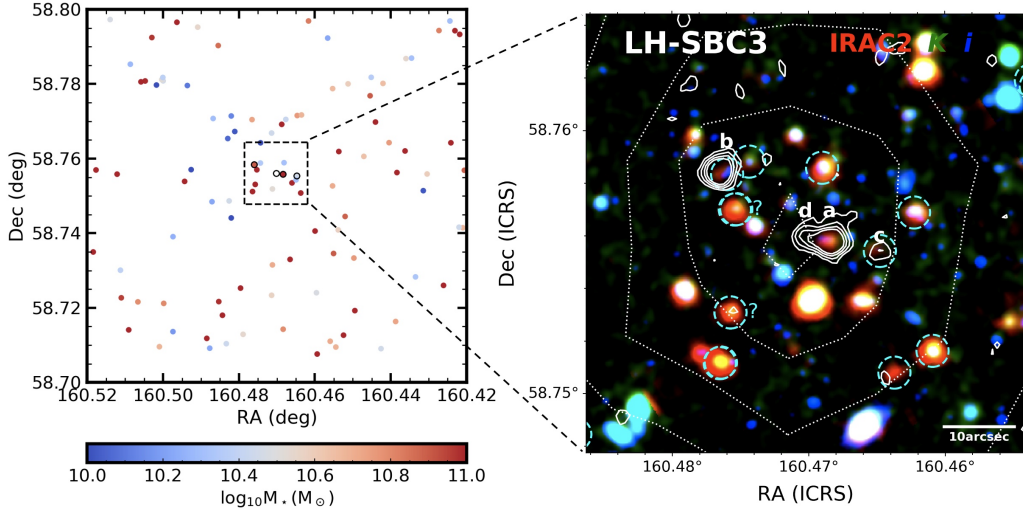 58.80
58.78
58.76
58.74
58.72
58.70
Dec (deg)
160.52 160.50 160.48 160.46 160.44 160.42
RA (deg)
10.0 10.2 10.4 10.6 10.8 11.0
log₁₀M⋆(M⊙)
LH-SBC3 IRAC2 K i
b
?
d a
c
?
10arcsec
58.76°
58.75°
Dec (ICRS)
160.48° 160.47° 160.46°
RA (ICRS)